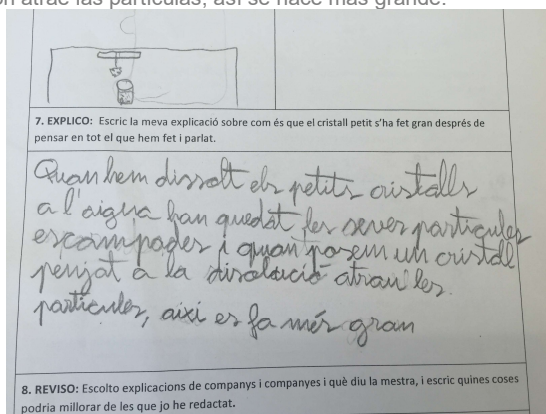 ón atrae las partículas, así se hace más grande.
7. EXPLICO: Escric la meva explicació sobre com és que el cristall petit s'ha fet gran després de
pensar en tot el que hem fet i parlat.
Quan hem dissolt els petits cristalls
a l'aigua han quedat les seves partícules
escampades i quan posem un cristall
penjat a la disolució atrau les
partícules, aixi es fa més gran
8. REVISO: Escolto explicacions de companys i companyes i què diu la mestra, i escric quines coses
podria millorar de les que jo he redactat.